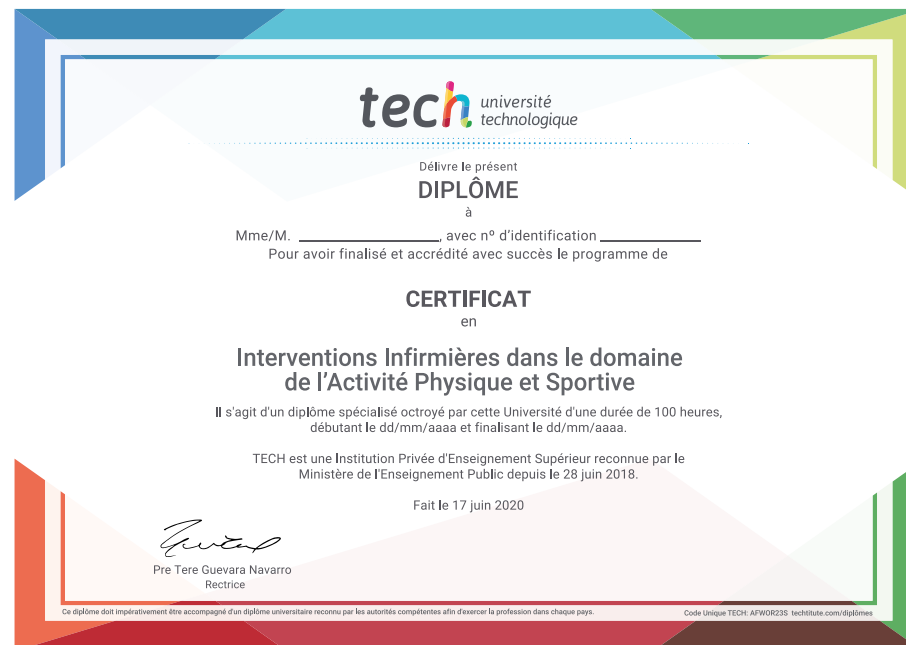 tech université
technologique
Délivre le présent
DIPLÔME
à
Mme/M. ____________________, avec nº d'identification ______________
Pour avoir finalisé et accrédité avec succès le programme de
CERTIFICAT
en
Interventions Infirmières dans le domaine
de l'Activité Physique et Sportive
Il s'agit d'un diplôme spécialisé octroyé par cette Université d'une durée de 100 heures,
débutant le dd/mm/aaaa et finalisant le dd/mm/aaaa.
TECH est une Institution Privée d'Enseignement Supérieur reconnue par le
Ministère de l'Enseignement Public depuis le 28 juin 2018.
Fait le 17 juin 2020
Pre Tere Guevara Navarro
Rectrice
Ce diplôme doit impérativement être accompagné d'un diplôme universitaire reconnu par les autorités compétentes afin d'exercer la profession dans chaque pays.
Code Unique TECH: AFWOR23S techtitute.com/diplômes